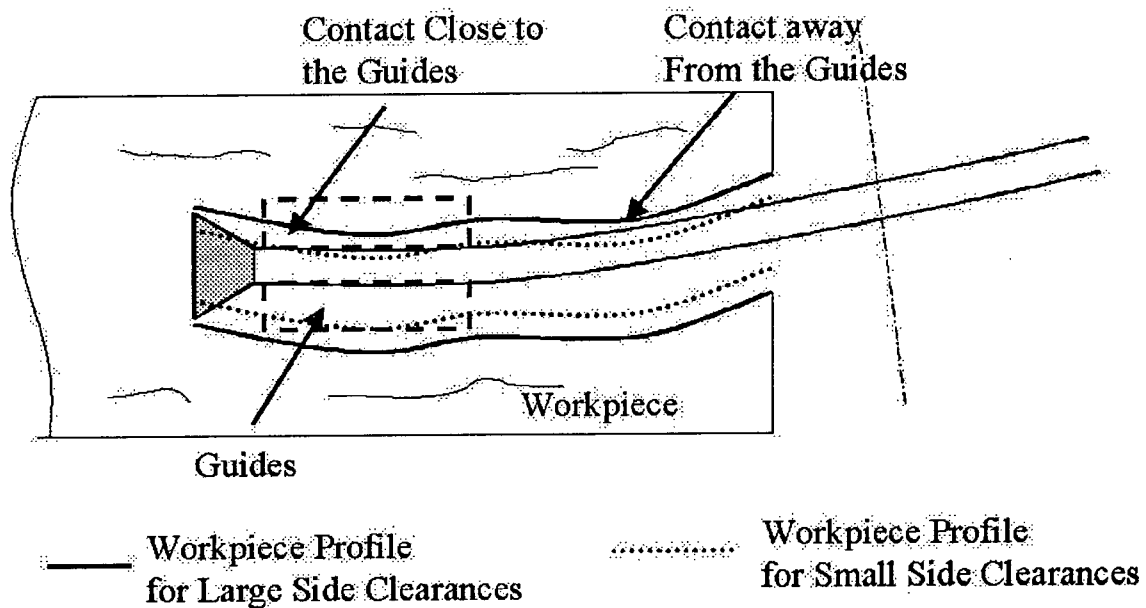 Contact Close to
the Guides
Contact away
From the Guides
Workpiece
Guides
Workpiece Profile
for Large Side Clearances
Workpiece Profile
for Small Side Clearances